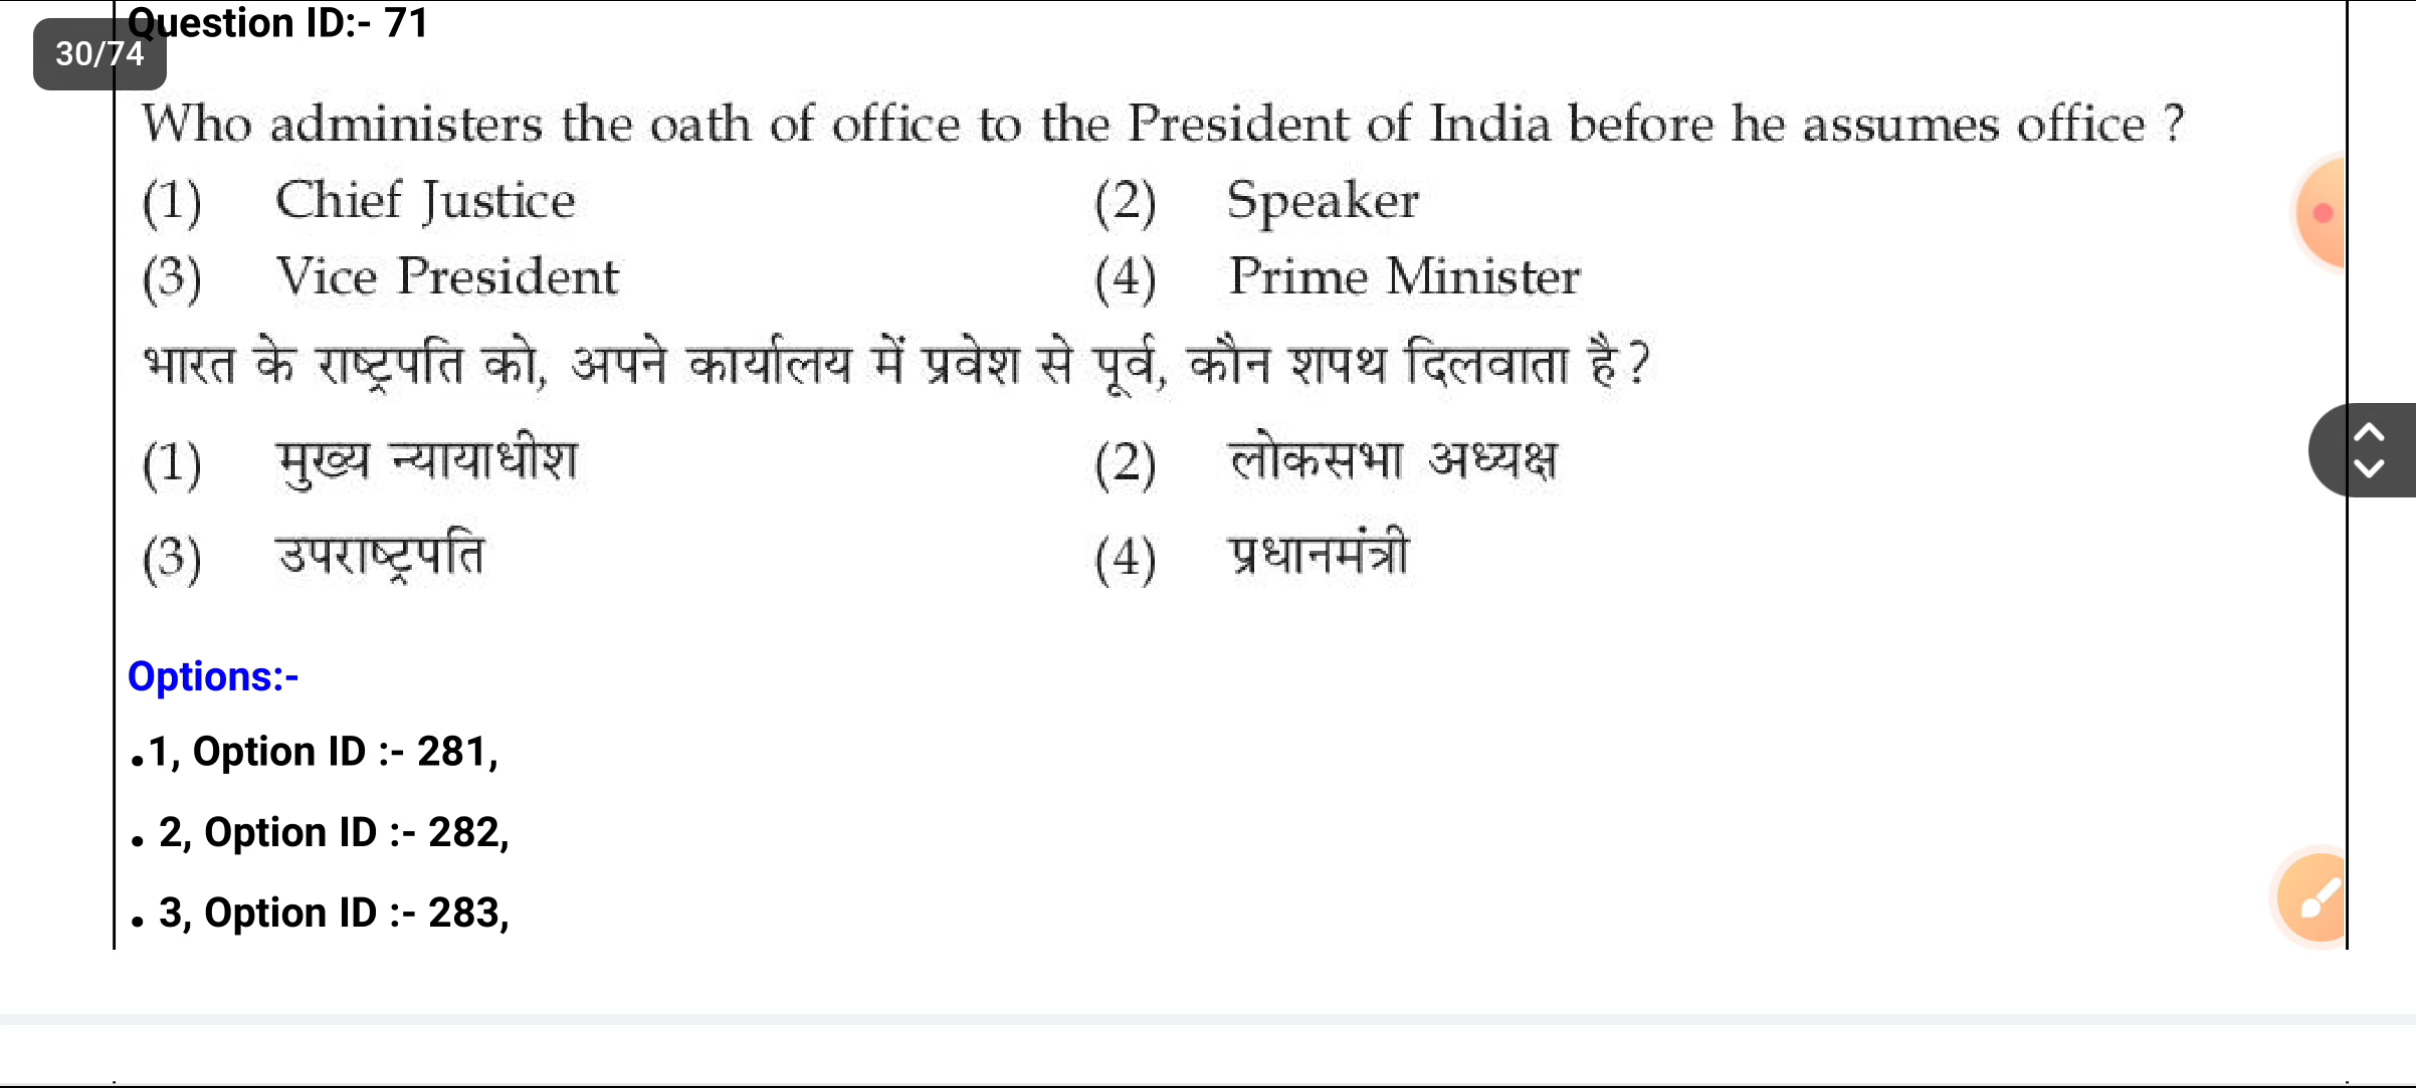 Question ID:- 71
30/74
Who administers the oath of office to the President of India before he assumes office ?
(1) Chief Justice (2) Speaker
(3) Vice President (4) Prime Minister
भारत के राष्ट्रपति को, अपने कार्यालय में प्रवेश से पूर्व, कौन शपथ दिलवाता है?
(1) मुख्य न्यायाधीश (2) लोकसभा अध्यक्ष
(3) उपराष्ट्रपति (4) प्रधानमंत्री
Options:-
•1, Option ID :- 281,
• 2, Option ID :- 282,
• 3, Option ID :- 283,